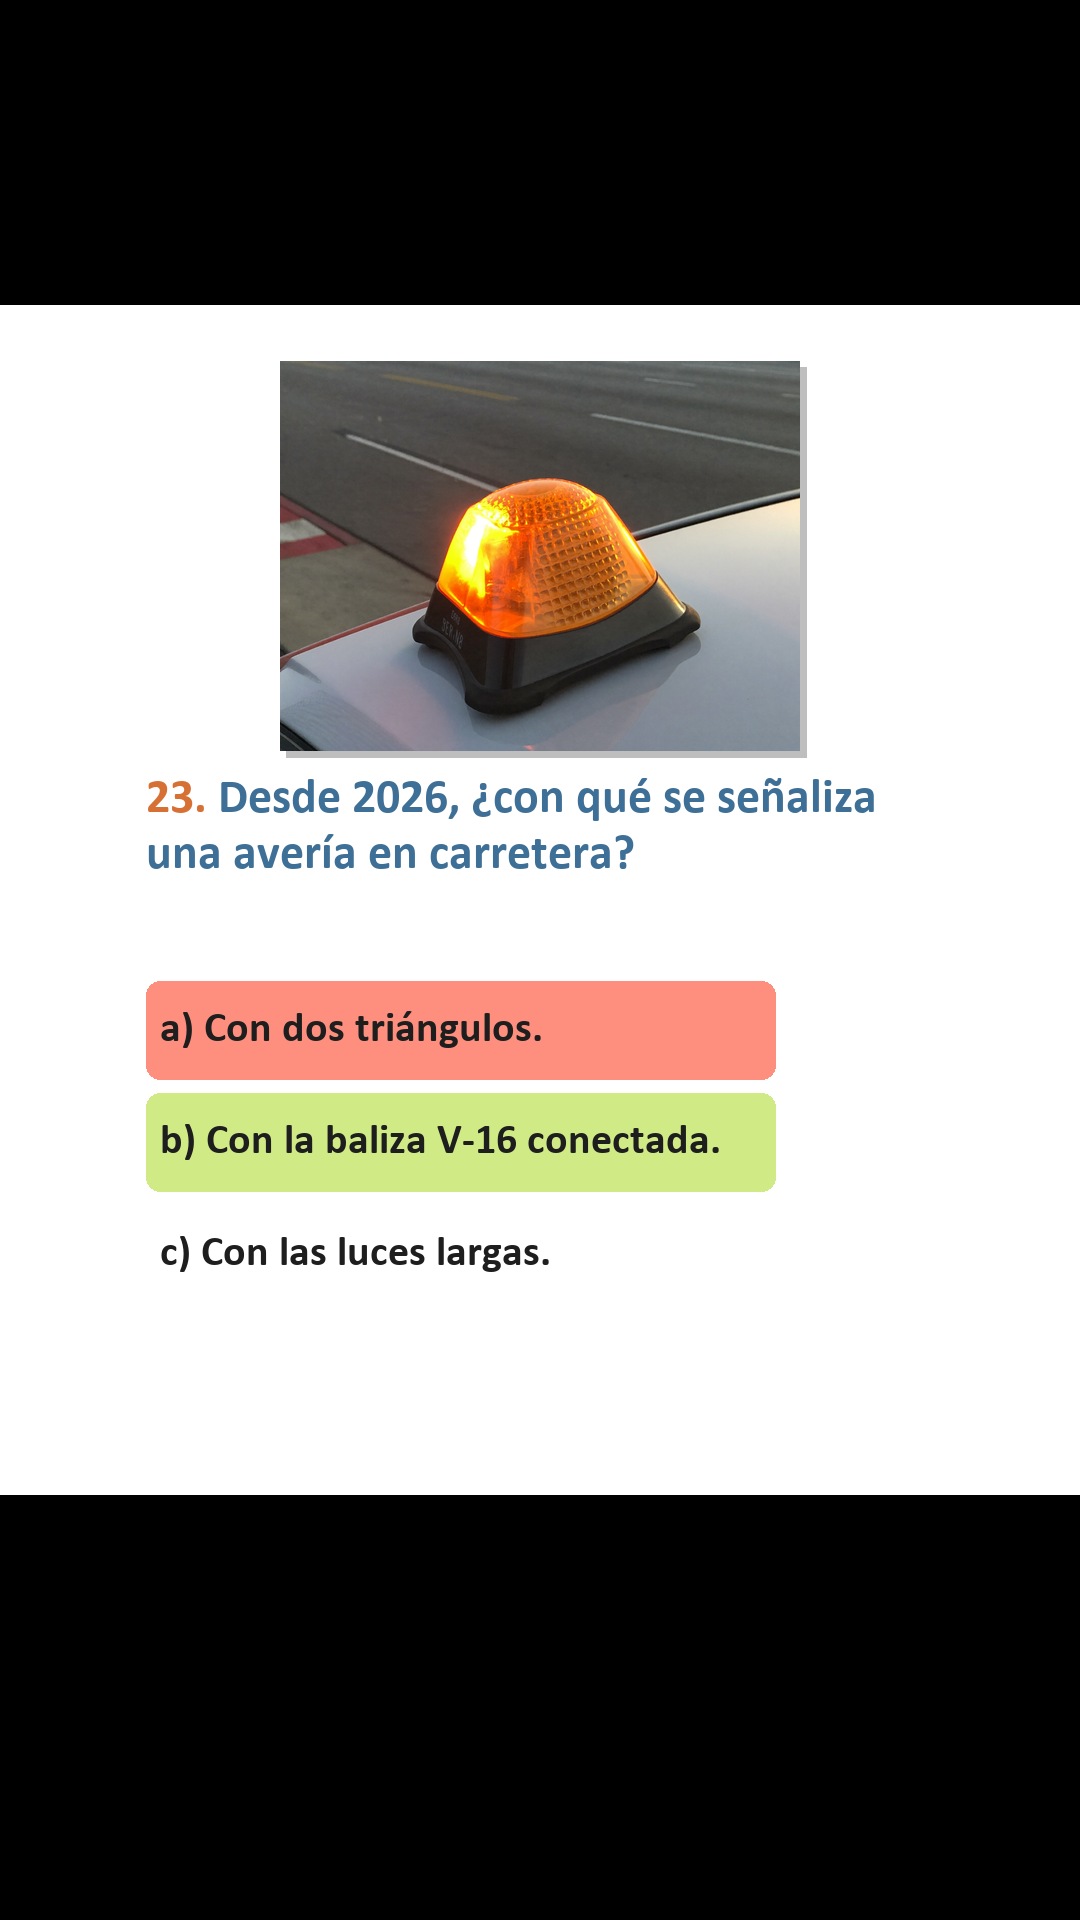 23. Desde 2026, ¿con qué se señaliza
una avería en carretera?
a) Con dos triángulos.
b) Con la baliza V-16 conectada.
c) Con las luces largas.